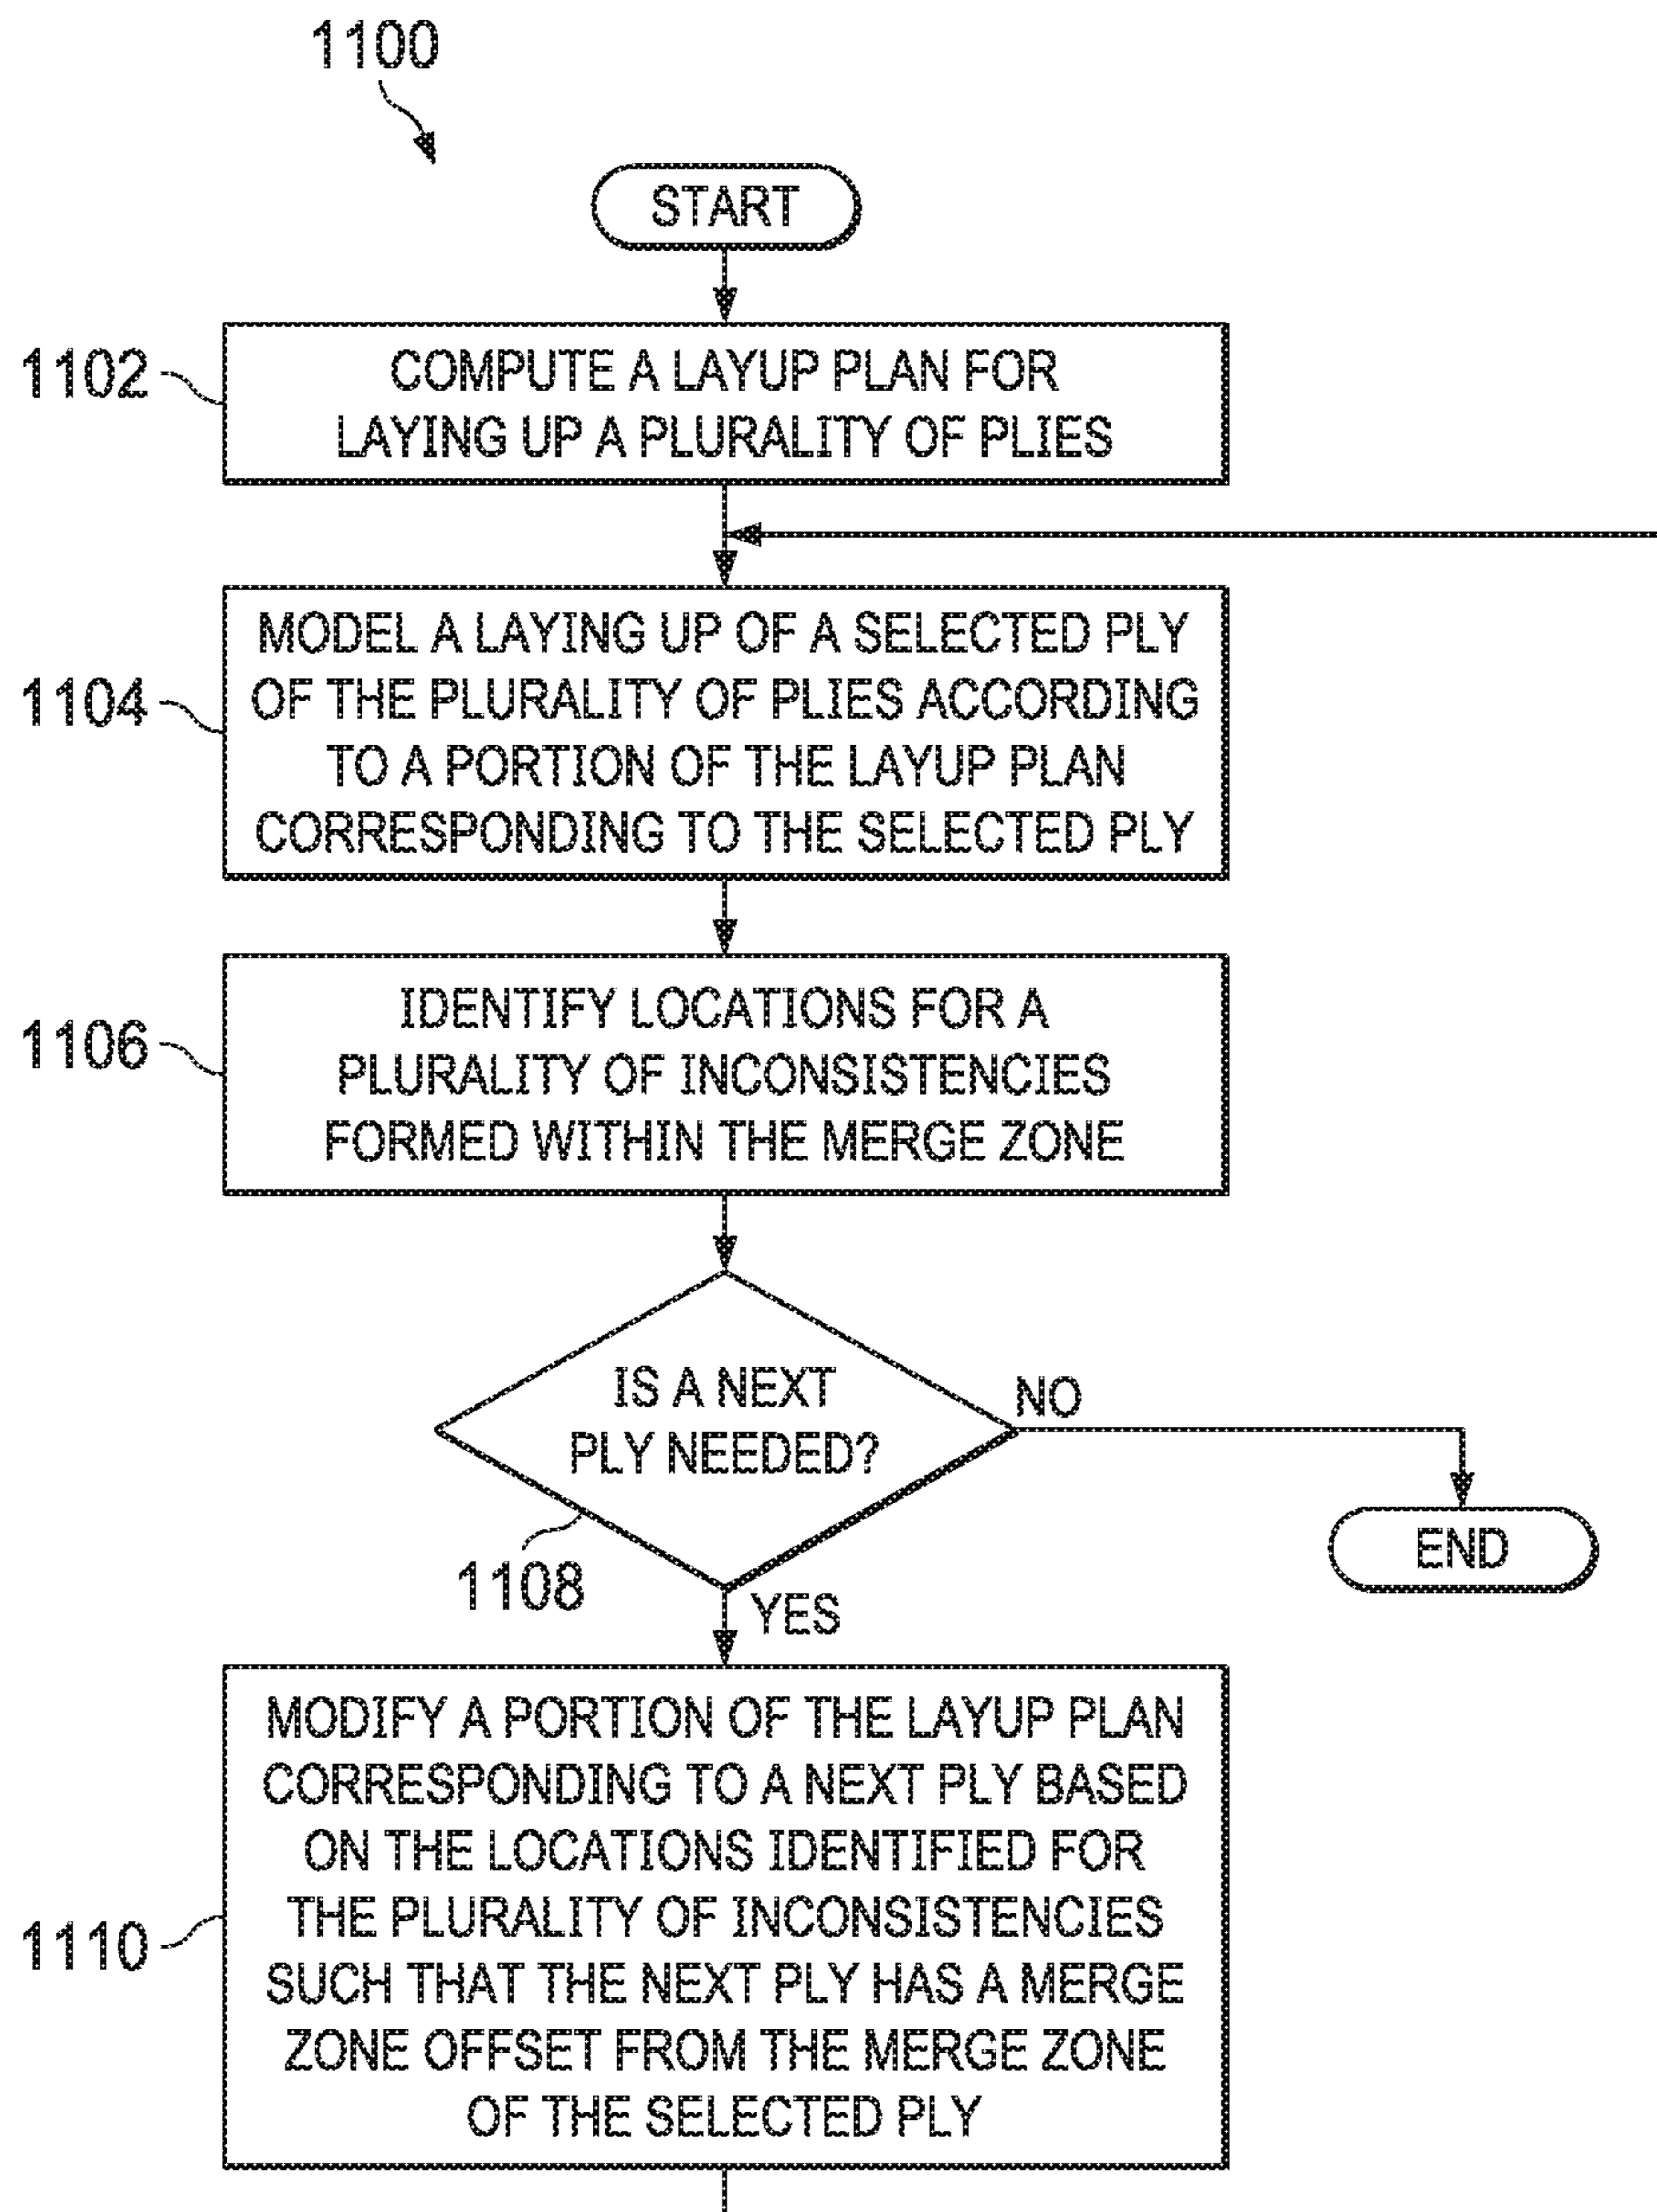 1100
START
1102
COMPUTE A LAYUP PLAN FOR
LAYING UP A PLURALITY OF PLIES
1104
MODEL A LAYING UP OF A SELECTED PLY
OF THE PLURALITY OF PLIES ACCORDING
TO A PORTION OF THE LAYUP PLAN
CORRESPONDING TO THE SELECTED PLY
1106
IDENTIFY LOCATIONS FOR A
PLURALITY OF INCONSISTENCIES
FORMED WITHIN THE MERGE ZONE
IS A NEXT
PLY NEEDED?
NO
END
1108
YES
1110
MODIFY A PORTION OF THE LAYUP PLAN
CORRESPONDING TO A NEXT PLY BASED
ON THE LOCATIONS IDENTIFIED FOR
THE PLURALITY OF INCONSISTENCIES
SUCH THAT THE NEXT PLY HAS A MERGE
ZONE OFFSET FROM THE MERGE ZONE
OF THE SELECTED PLY